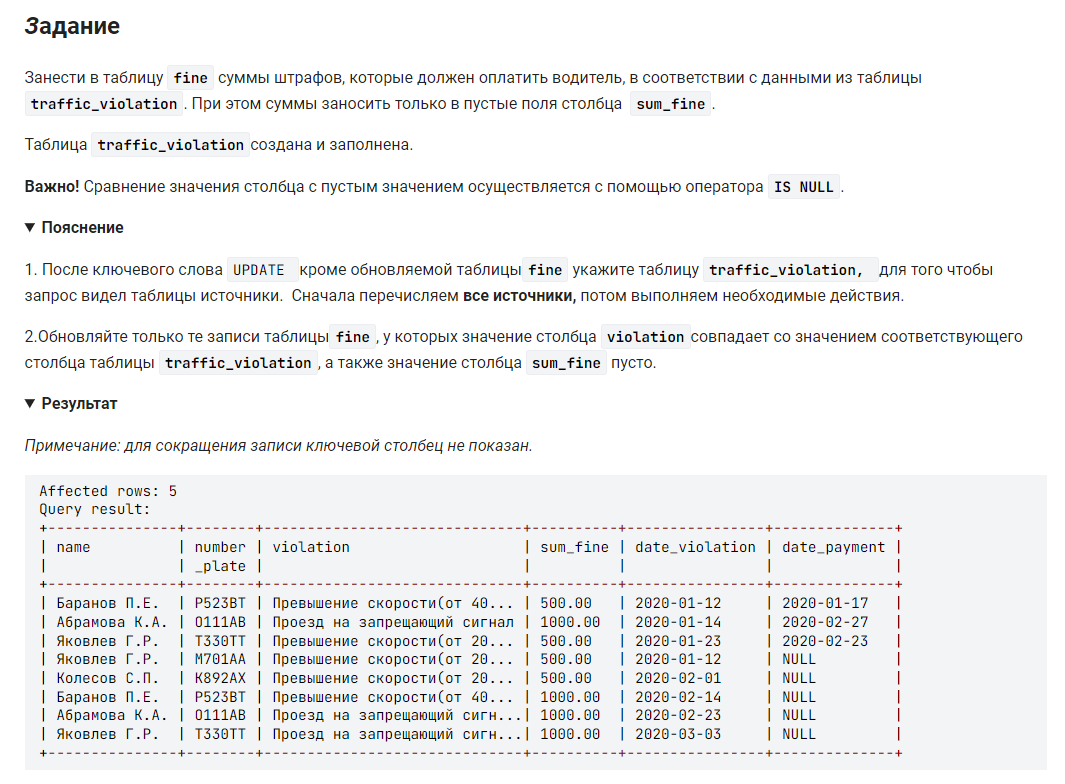 Задание
Занести в таблицу fine суммы штрафов, которые должен оплатить водитель, в соответствии с данными из таблицы
traffic_violation. При этом суммы заносить только в пустые поля столбца sum_fine.
Таблица traffic_violation создана и заполнена.
Важно! Сравнение значения столбца с пустым значением осуществляется с помощью оператора IS NULL.
▼ Пояснение
1. После ключевого слова UPDATE кроме обновляемой таблицы fine укажите таблицу traffic_violation, для того чтобы
запрос видел таблицы источники. Сначала перечисляем все источники, потом выполняем необходимые действия.
2.Обновляйте только те записи таблицы fine, у которых значение столбца violation совпадает со значением соответствующего
столбца таблицы traffic_violation, а также значение столбца sum_fine пусто.
▼ Результат
Примечание: для сокращения записи ключевой столбец не показан.
Affected rows: 5
Query result:
+---------------+--------+------------------------------+----------+----------------+--------------+
| name | number | violation | sum_fine | date_violation | date_payment |
| | _plate | | | | |
+---------------+--------+------------------------------+----------+----------------+--------------+
| Баранов П.Е. | Р523ВТ | Превышение скорости(от 40... | 500.00 | 2020-01-12 | 2020-01-17 |
| Абрамова К.А. | О111АВ | Проезд на запрещающий сигнал | 1000.00 | 2020-01-14 | 2020-02-27 |
| Яковлев Г.Р. | Т330ТТ | Превышение скорости(от 20... | 500.00 | 2020-01-23 | 2020-02-23 |
| Яковлев Г.Р. | М701АА | Превышение скорости(от 20... | 500.00 | 2020-01-12 | NULL |
| Колесов С.П. | К892АХ | Превышение скорости(от 20... | 500.00 | 2020-02-01 | NULL |
| Баранов П.Е. | Р523ВТ | Превышение скорости(от 40... | 1000.00 | 2020-02-14 | NULL |
| Абрамова К.А. | О111АВ | Проезд на запрещающий сигн...| 1000.00 | 2020-02-23 | NULL |
| Яковлев Г.Р. | Т330ТТ | Проезд на запрещающий сигн...| 1000.00 | 2020-03-03 | NULL |
+---------------+--------+------------------------------+----------+----------------+--------------+